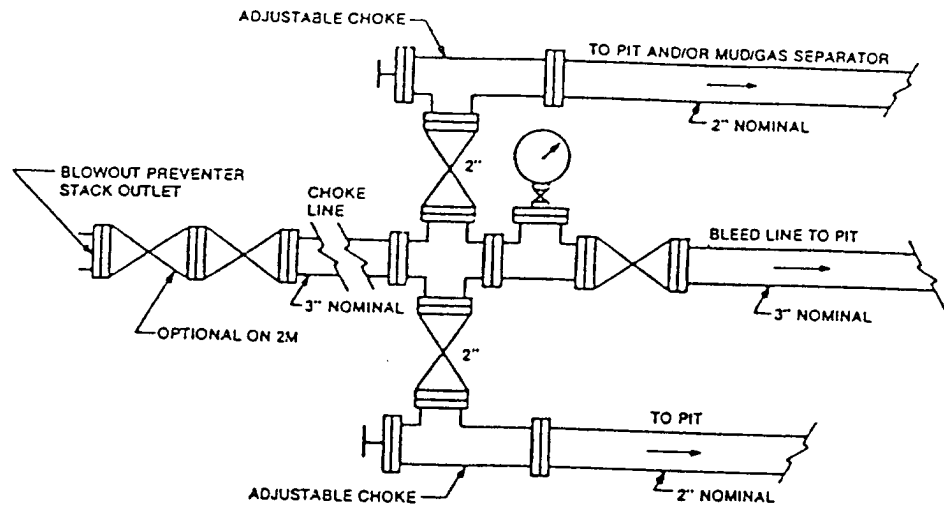 ADJUSTABLE CHOKE
TO PIT AND/OR MUD/GAS SEPARATOR
2" NOMINAL
2"
BLOWOUT PREVENTER
STACK OUTLET
CHOKE
LINE
BLEED LINE TO PIT
3" NOMINAL
3" NOMINAL
OPTIONAL ON 2M
2"
TO PIT
ADJUSTABLE CHOKE
2" NOMINAL